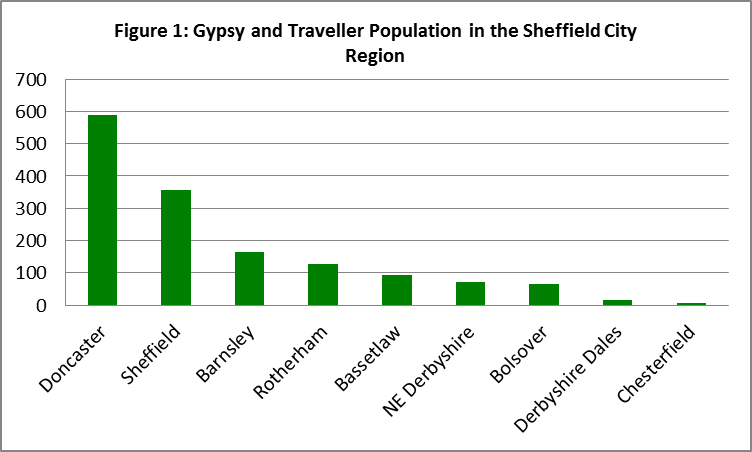 Figure 1: Gypsy and Traveller Population in the Sheffield City
Region
700
600
500
400
300
200
100
0
Doncaster
Sheffield
Barnsley
Rotherham
Bassetlaw
NE Derbyshire
Bolsover
Derbyshire Dales
Chesterfield